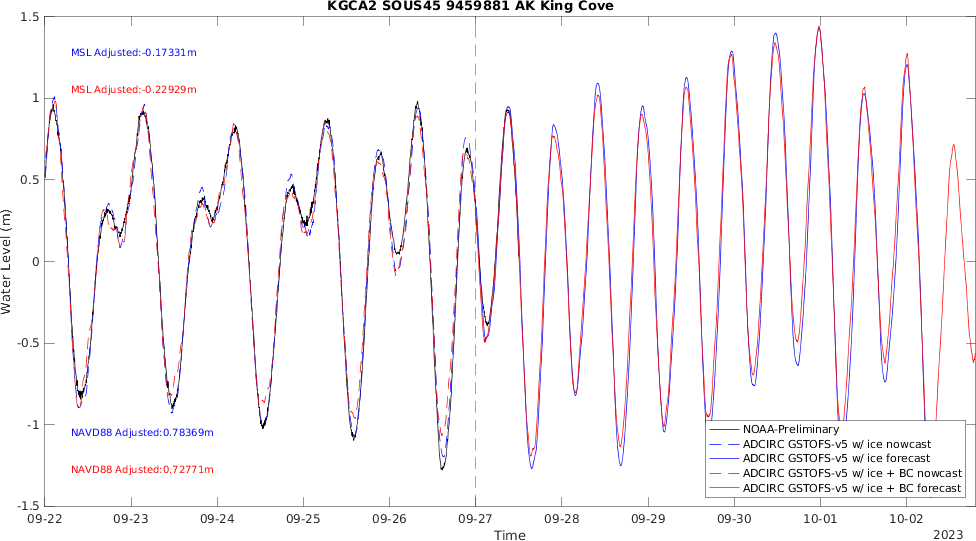 KGCA2 SOUS45 9459881 AK King Cove
1.5
MSL Adjusted:-0.17331m
MSL Adjusted:-0.22929m
1
0.5
Water Level (m)
0
-0.5
-1
NAVD88 Adjusted:0.78369m
NAVD88 Adjusted:0.72771m
-1.5
NOAA-Preliminary
ADCIRC GSTOFS-v5 w/ ice nowcast
ADCIRC GSTOFS-v5 w/ ice forecast
ADCIRC GSTOFS-v5 w/ ice + BC nowcast
ADCIRC GSTOFS-v5 w/ ice + BC forecast
09-22 09-23 09-24 09-25 09-26 09-27 09-28 09-29 09-30 10-01 10-02
Time
2023